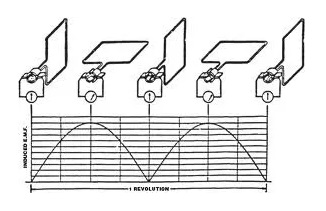 INDUCED E.M.F.
1 REVOLUTION